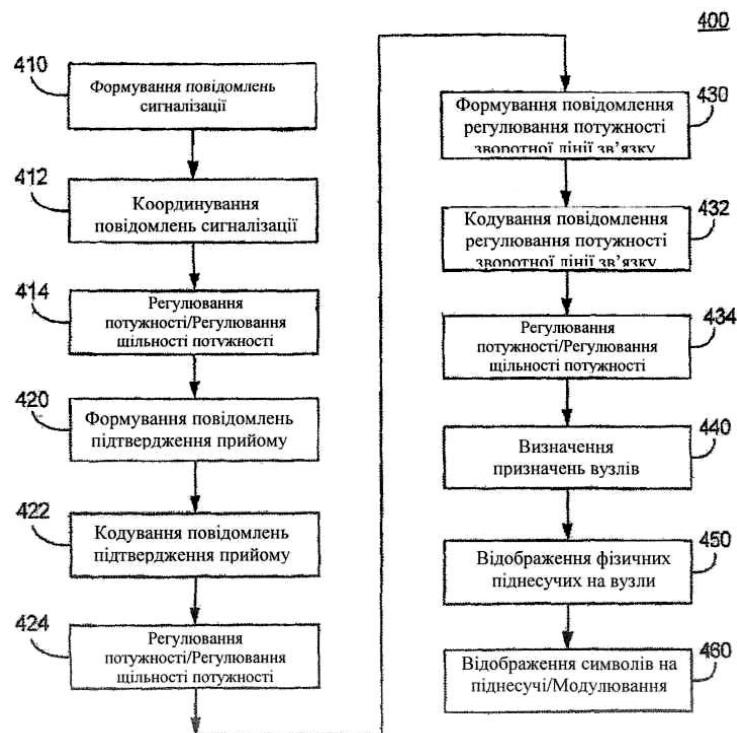 400
410
Формування повідомлень
сигналізації
412
Координування
повідомлень сигналізації
414
Регулювання
потужності/Регулювання
щільності потужності
420
Формування повідомлень
підтвердження прийому
422
Кодування повідомлень
підтвердження прийому
424
Регулювання
потужності/Регулювання
щільності потужності
430
Формування повідомлення
регулювання потужності
зворотної лінії зв'язку
432
Кодування повідомлення
регулювання потужності
зворотної лінії зв'язку
434
Регулювання
потужності/Регулювання
щільності потужності
440
Визначення
призначень вузлів
450
Відображення фізичних
піднесучих на вузли
460
Відображення символів на
піднесучі/Модулювання